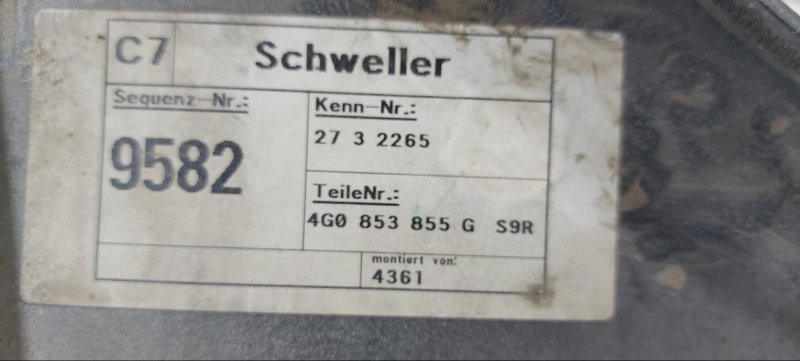 C7 Schweller
Sequenz-Nr.:
9582
Kenn-Nr.:
27 3 2265
TeileNr.:
4G0 853 855 G S9R
montiert von:
4361